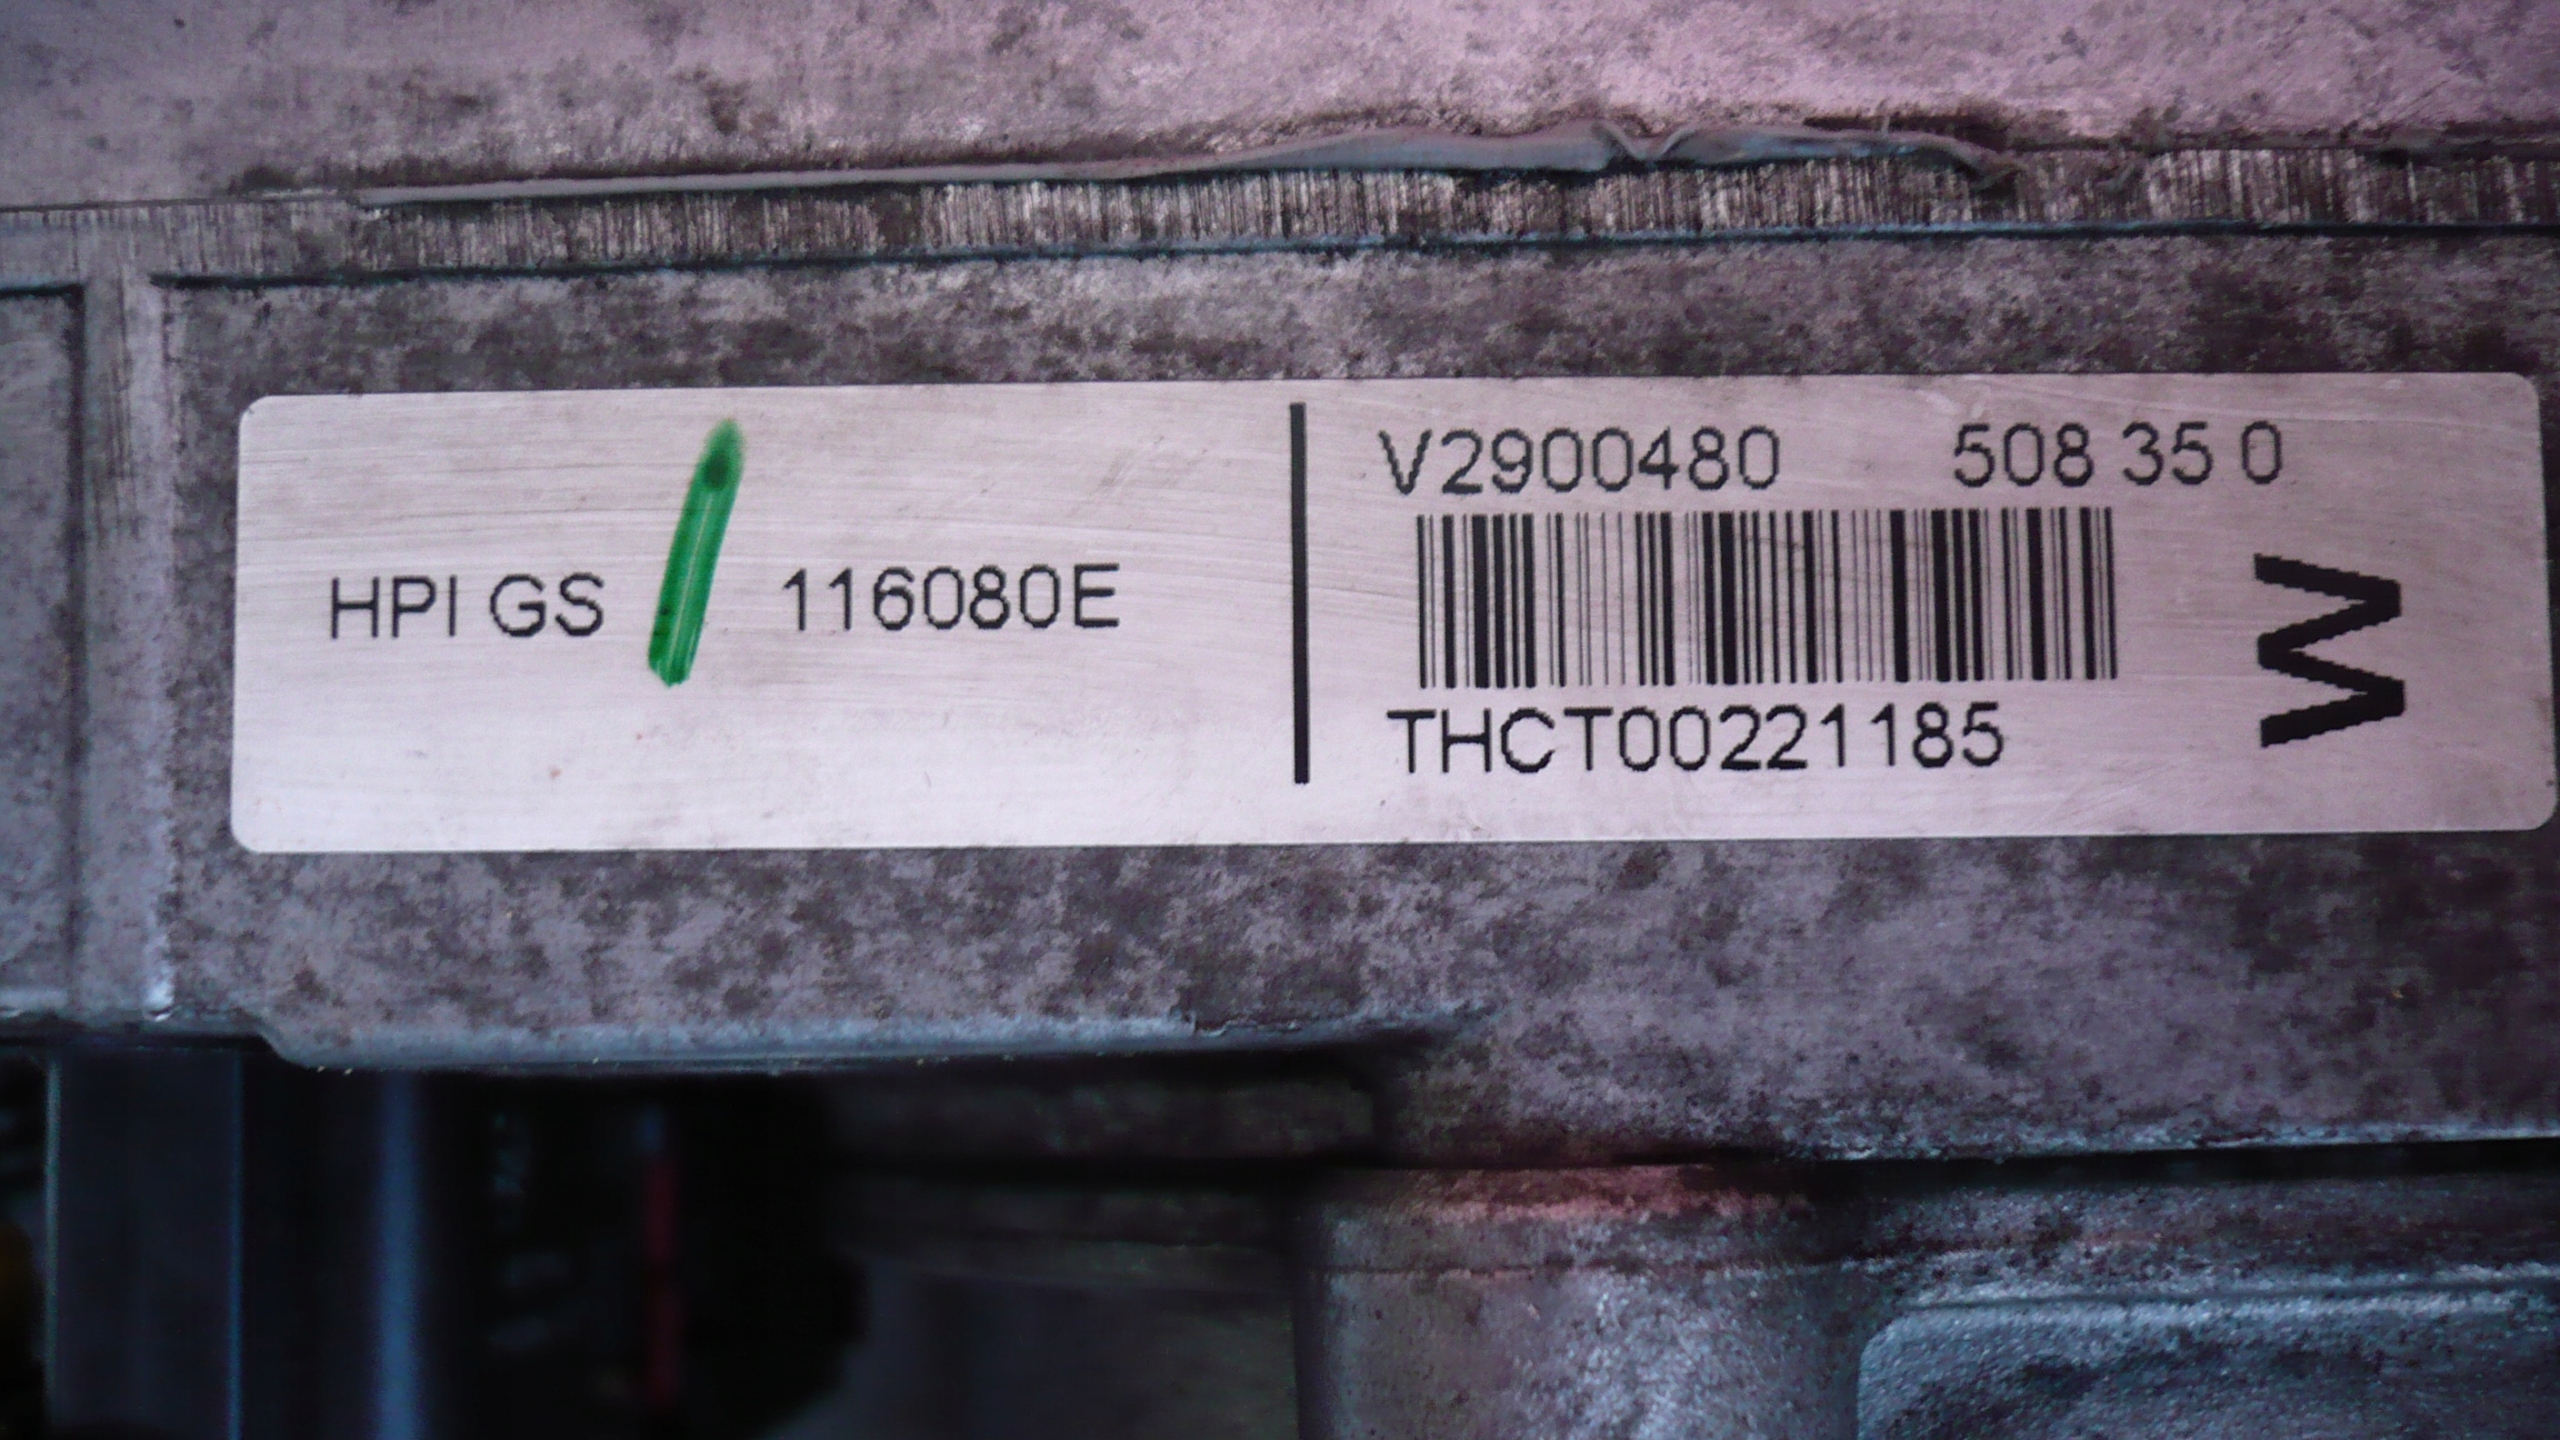 HPI GS 116080E
V2900480 508 35 0
THCT00221185
W